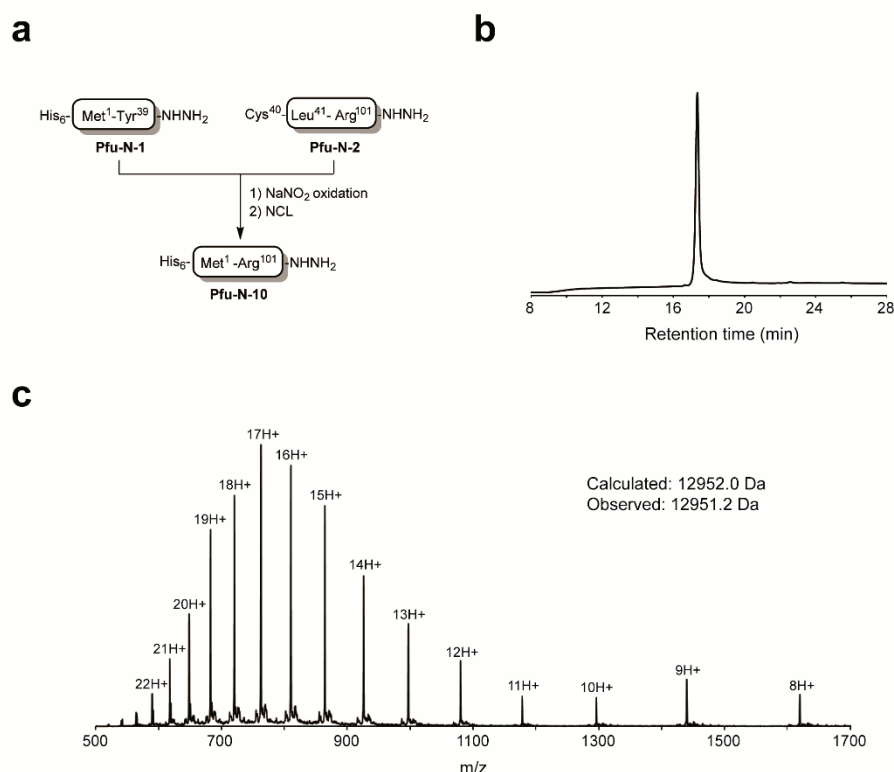 a
His₆- Met¹-Tyr³⁹ -NHNH₂
Pfu-N-1
Cys⁴⁰- Leu⁴¹- Arg¹⁰¹ -NHNH₂
Pfu-N-2
1) NaNO₂ oxidation
2) NCL
His₆- Met¹ -Arg¹⁰¹ -NHNH₂
Pfu-N-10
b
8 12 16 20 24 28
Retention time (min)
c
17H+
16H+
18H+
15H+
19H+
14H+
20H+
13H+
21H+
12H+
22H+
11H+
10H+
9H+
8H+
Calculated: 12952.0 Da
Observed: 12951.2 Da
500 700 900 1100 1300 1500 1700
m/z